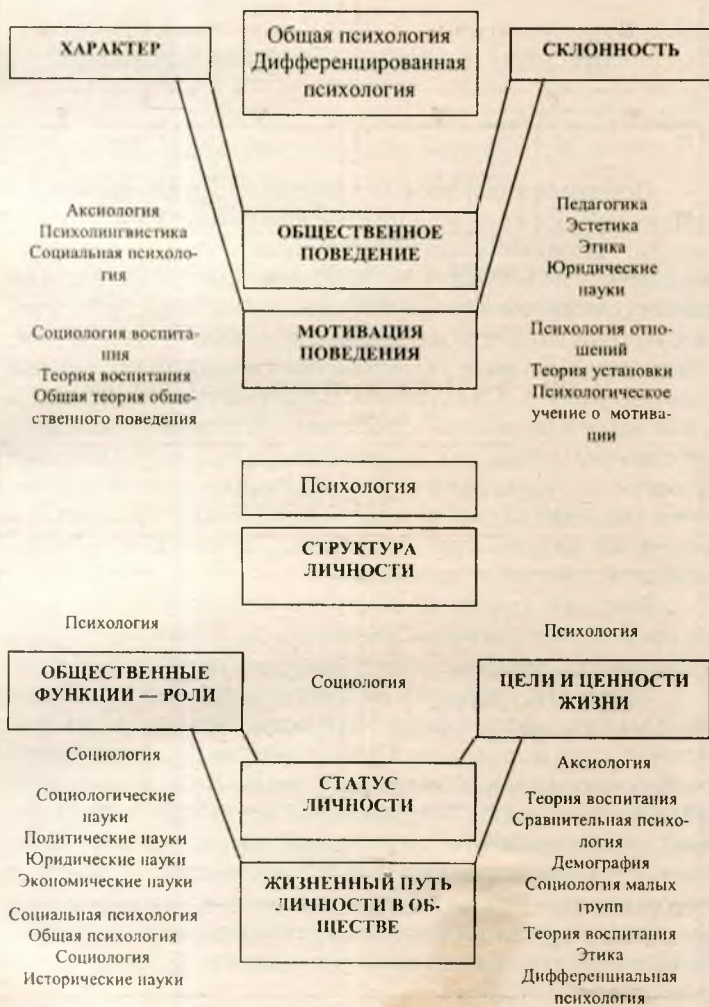 ХАРАКТЕР
Общая психология
Дифференцированная
психология
СКЛОННОСТЬ
Аксиология
Психолингвистика
Социальная психоло-
гия
ОБЩЕСТВЕННОЕ
ПОВЕДЕНИЕ
Педагогика
Эстетика
Этика
Юридические
науки
Социология воспита-
ния
Теория воспитания
Общая теория обще-
ственного поведения
МОТИВАЦИЯ
ПОВЕДЕНИЯ
Психология отно-
шений
Теория установки
Психологическое
учение о мотива-
ции
Психология
СТРУКТУРА
ЛИЧНОСТИ
Психология
Психология
ОБЩЕСТВЕННЫЕ
ФУНКЦИИ — РОЛИ
Социология
ЦЕЛИ И ЦЕННОСТИ
ЖИЗНИ
Социология
Социологические
науки
Политические науки
Юридические науки
Экономические науки
Социальная психология
Общая психология
Социология
Исторические науки
СТАТУС
ЛИЧНОСТИ
ЖИЗНЕННЫЙ ПУТЬ
ЛИЧНОСТИ В ОБ-
ЩЕСТВЕ
Аксиология
Теория воспитания
Сравнительная психо-
логия
Демография
Социология малых
групп
Теория воспитания
Этика
Дифференциальная
психология